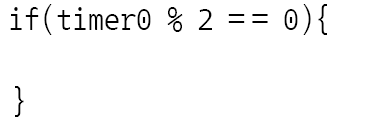 if(timer0 % 2 == 0){
}